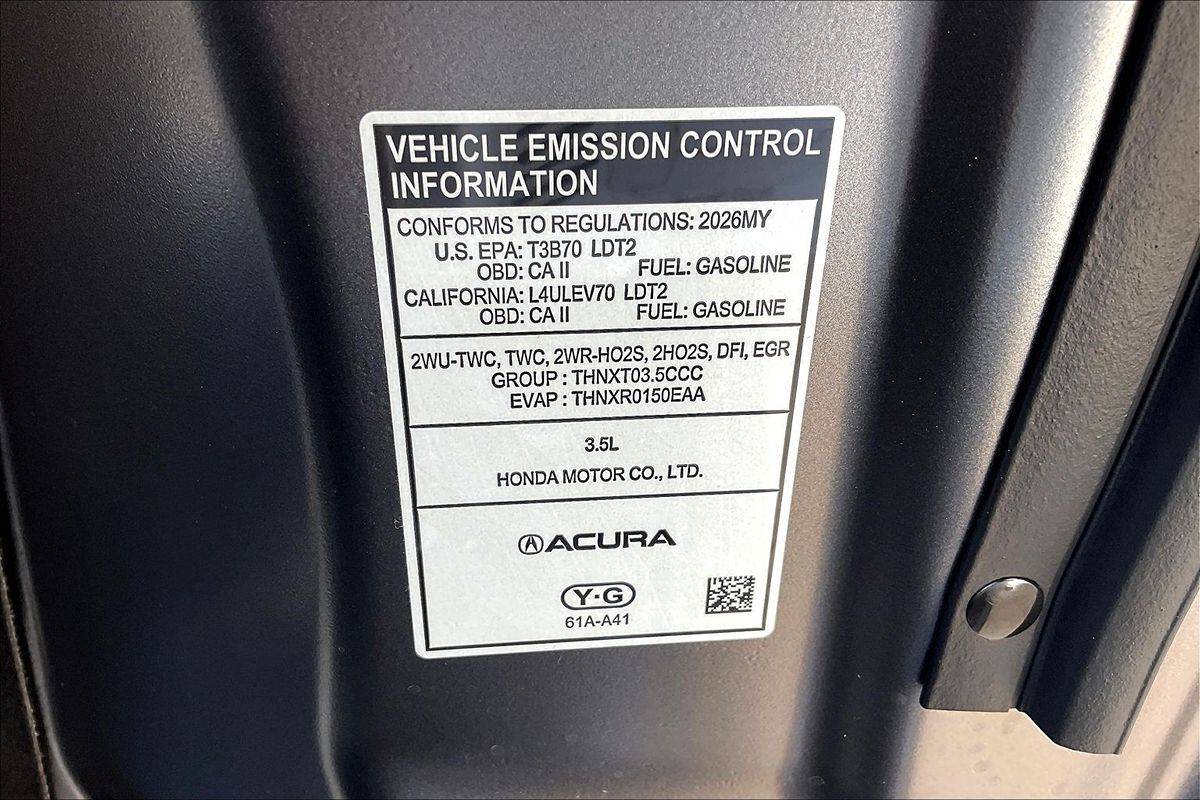 VEHICLE EMISSION CONTROL
INFORMATION
CONFORMS TO REGULATIONS: 2026MY
U.S. EPA: T3B70 LDT2
OBD: CA II FUEL: GASOLINE
CALIFORNIA: L4ULEV70 LDT2
OBD: CA II FUEL: GASOLINE
2WU-TWC, TWC, 2WR-HO2S, 2HO2S, DFI, EGR
GROUP : THNXT03.5CCC
EVAP : THNXR0150EAA
3.5L
HONDA MOTOR CO., LTD.
ACURA
Y·G
61A-A41